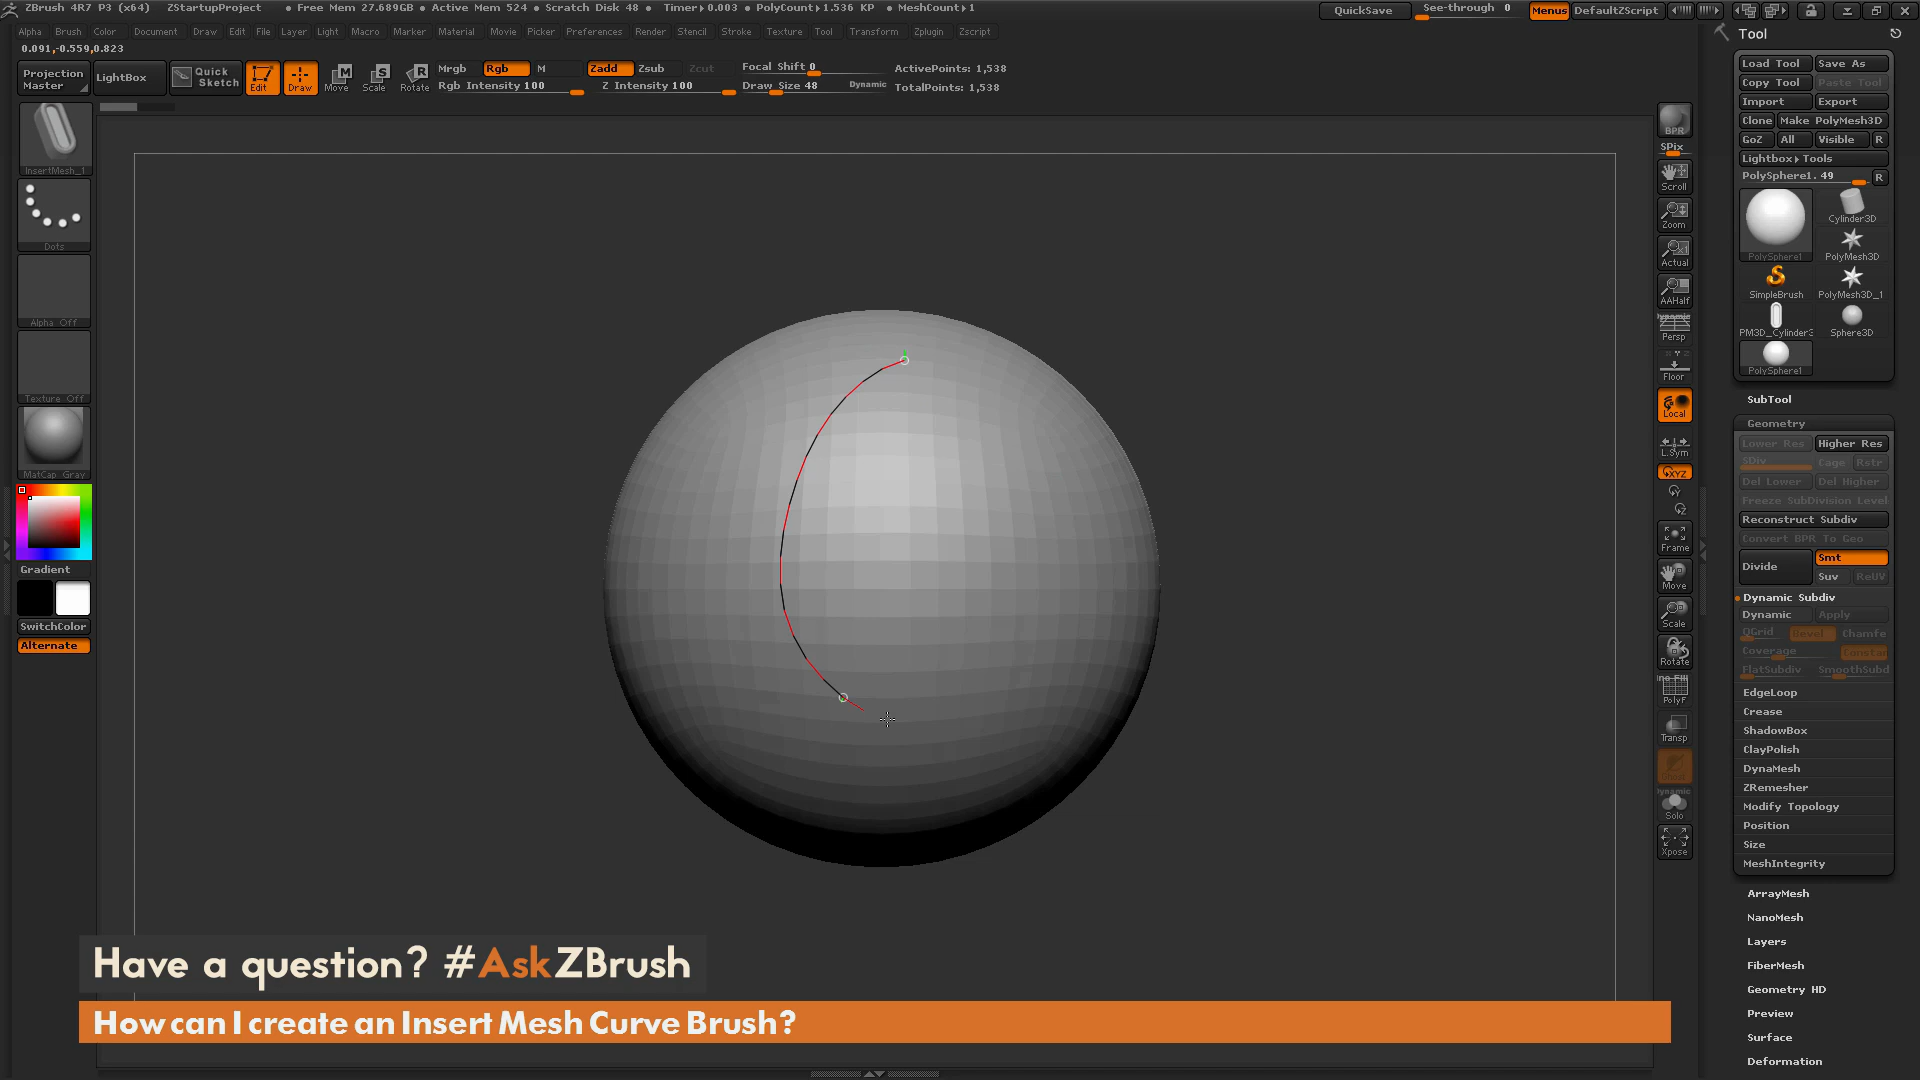 ZBrush 4R7 P3 (x64) ZStartupProject • Free Mem 27.689GB • Active Mem 524 • Scratch Disk 48 • Timer▸0.003 • PolyCount▸1.536 KP • MeshCount▸1
QuickSave See-through 0 Menus DefaultZScript
Alpha Brush Color Document Draw Edit File Layer Light Macro Marker Material Movie Picker Preferences Render Stencil Stroke Texture Tool Transform Zplugin Zscript
0.091,-0.559,0.823
Projection Master
LightBox
Quick Sketch
Edit
Draw
Move
Scale
Rotate
Mrgb Rgb M
Rgb Intensity 100
Zadd Zsub Zcut
Z Intensity 100
Focal Shift 0
Draw Size 48 Dynamic
ActivePoints: 1,538
TotalPoints: 1,538
InsertMesh_1
Dots
Alpha Off
Texture Off
MatCap Gray
Gradient
SwitchColor
Alternate
BPR
SPix
Scroll
Zoom
Actual
AAHalf
Dynamic
Persp
Floor
Local
L.Sym
XYZ
Frame
Move
Scale
Rotate
PolyF
Transp
Ghost
Dynamic
Solo
Xpose
Tool
Load Tool Save As
Copy Tool Paste Tool
Import Export
Clone Make PolyMesh3D
GoZ All Visible R
Lightbox▸Tools
PolySphere1. 49 R
PolySphere1
Cylinder3D
PolyMesh3D
SimpleBrush PolyMesh3D_1
PM3D_Cylinder3 Sphere3D
PolySphere1
SubTool
Geometry
Lower Res Higher Res
SDiv Cage Rstr
Del Lower Del Higher
Freeze SubDivision Level
Reconstruct Subdiv
Convert BPR To Geo
Divide Smt
Suv ReUV
Dynamic Subdiv
Dynamic Apply
QGrid Bevel Chamfe
Coverage Constan
FlatSubdiv SmoothSubd
EdgeLoop
Crease
ShadowBox
ClayPolish
DynaMesh
ZRemesher
Modify Topology
Position
Size
MeshIntegrity
ArrayMesh
NanoMesh
Layers
FiberMesh
Geometry HD
Preview
Surface
Deformation
Have a question? #AskZBrush
How can I create an Insert Mesh Curve Brush?